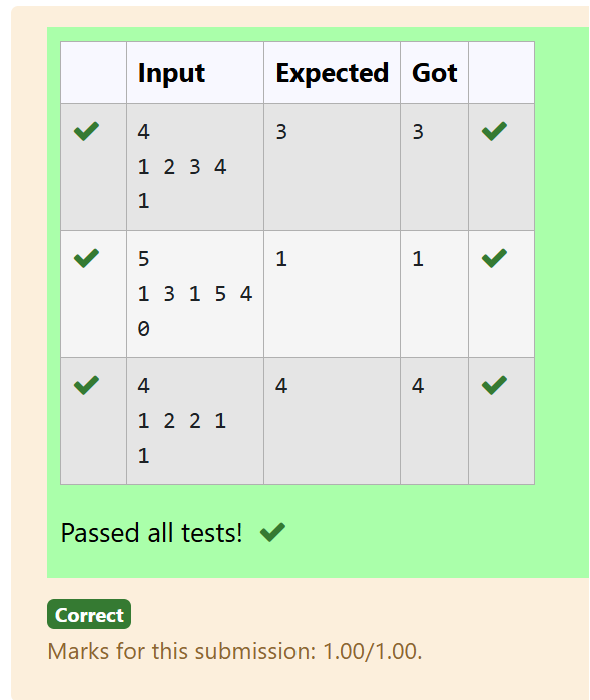 Input Expected Got
4 3 3
1 2 3 4
1
5 1 1
1 3 1 5 4
0
4 4 4
1 2 2 1
1
Passed all tests!
Correct
Marks for this submission: 1.00/1.00.